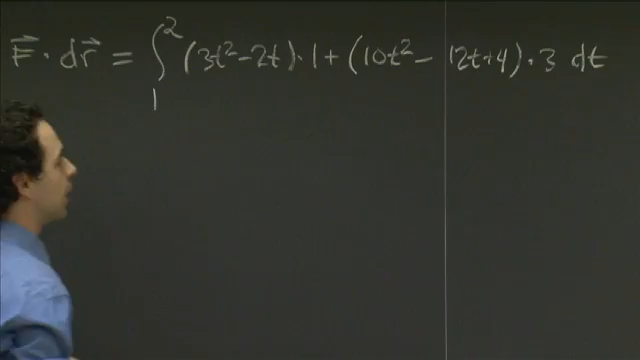 F⃗ · dr⃗ = ∫₁² (3t² − 2t) · 1 + (10t² − 12t + 4) · 3 dt